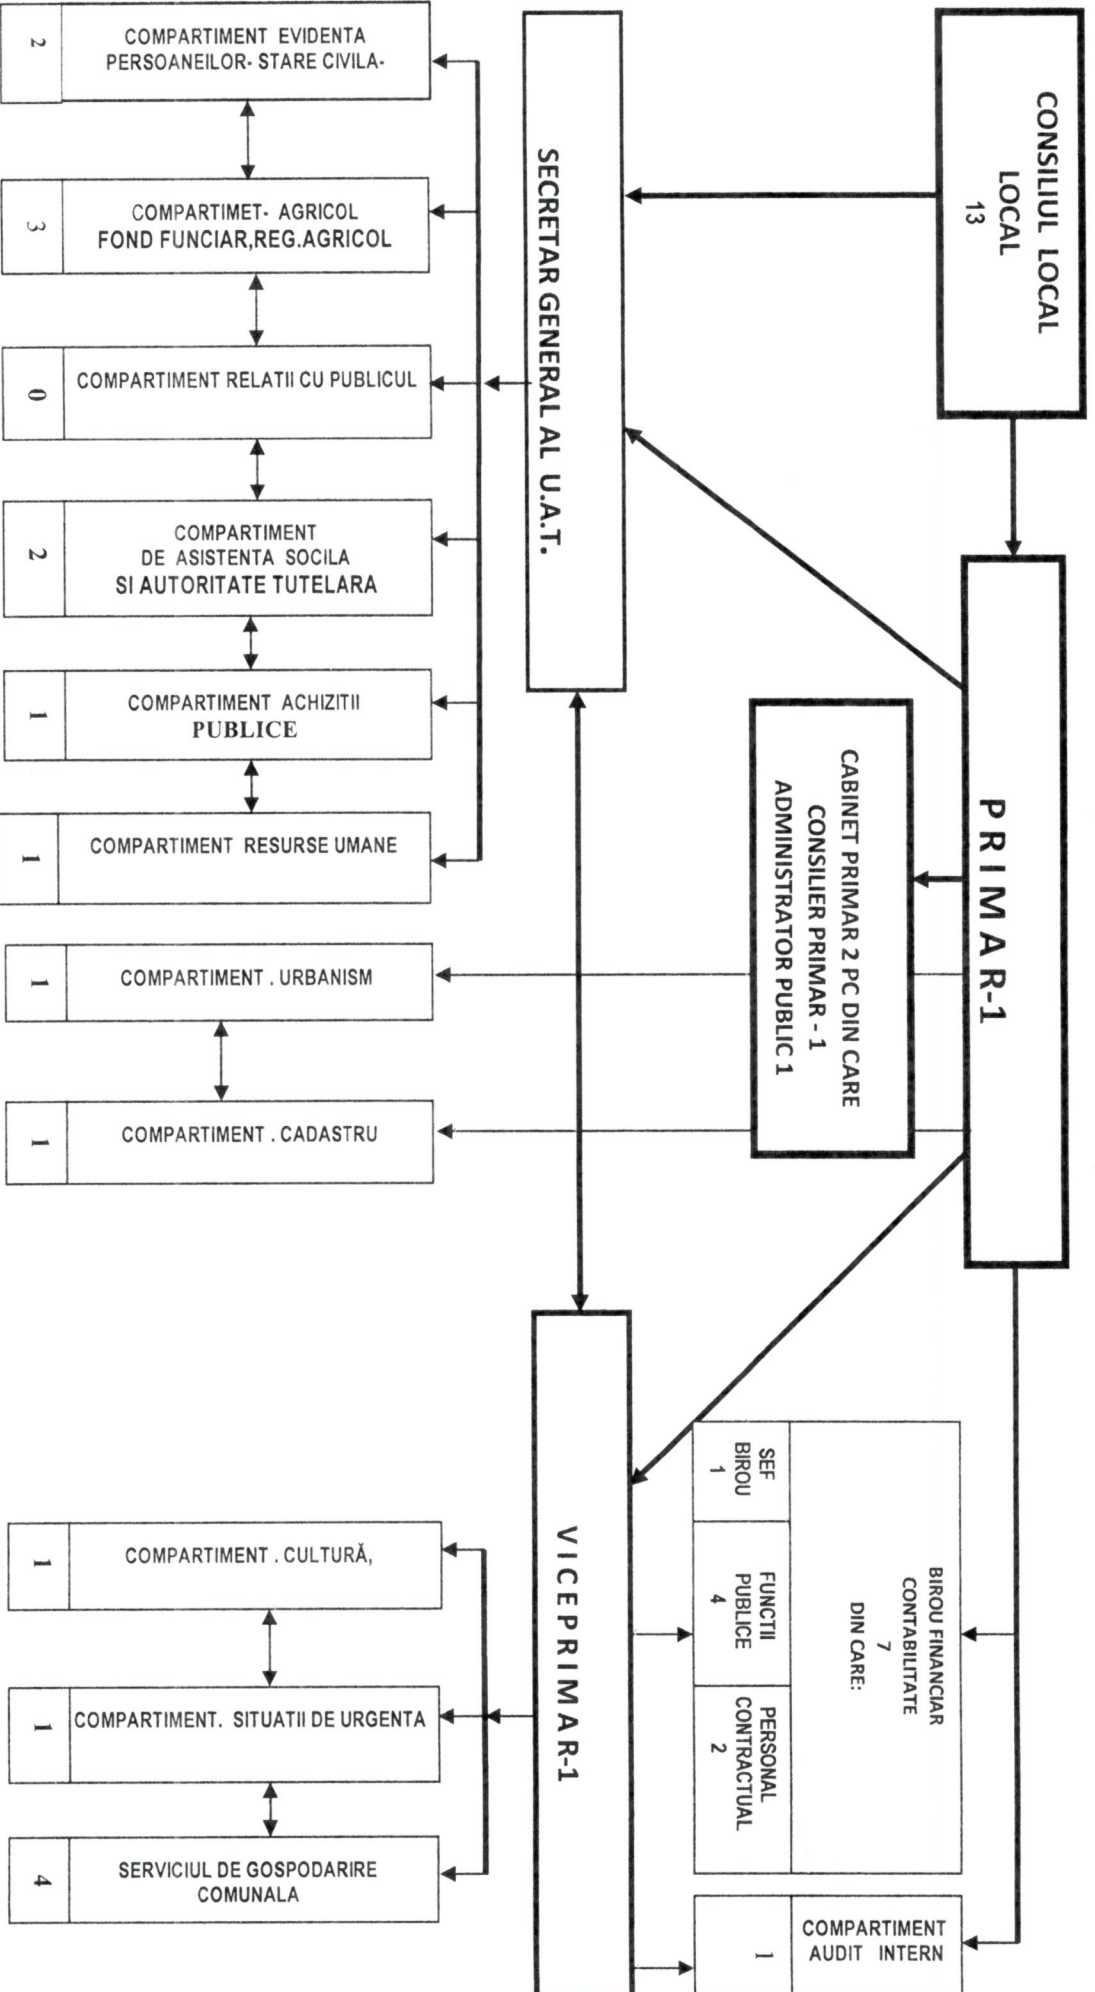 CONSILIUL LOCAL
LOCAL
13
PRIMAR-1
CABINET PRIMAR 2 PC DIN CARE
CONSILIER PRIMAR - 1
ADMINISTRATOR PUBLIC 1
BIROU FINANCIAR
CONTABILITATE
7
DIN CARE:
SEF
BIROU
1
FUNCTII
PUBLICE
4
PERSONAL
CONTRACTUAL
2
COMPARTIMENT
AUDIT INTERN
1
SECRETAR GENERAL AL U.A.T.
VICEPRIMAR-1
COMPARTIMENT EVIDENTA
PERSOANEILOR- STARE CIVILA-
2
COMPARTIMET- AGRICOL
FOND FUNCIAR,REG.AGRICOL
3
COMPARTIMENT RELATII CU PUBLICUL
0
COMPARTIMENT
DE ASISTENTA SOCILA
SI AUTORITATE TUTELARA
2
COMPARTIMENT ACHIZITII
PUBLICE
1
COMPARTIMENT RESURSE UMANE
1
COMPARTIMENT . URBANISM
1
COMPARTIMENT . CADASTRU
1
COMPARTIMENT . CULTURĂ,
1
COMPARTIMENT. SITUATII DE URGENTA
1
SERVICIUL DE GOSPODARIRE
COMUNALA
4